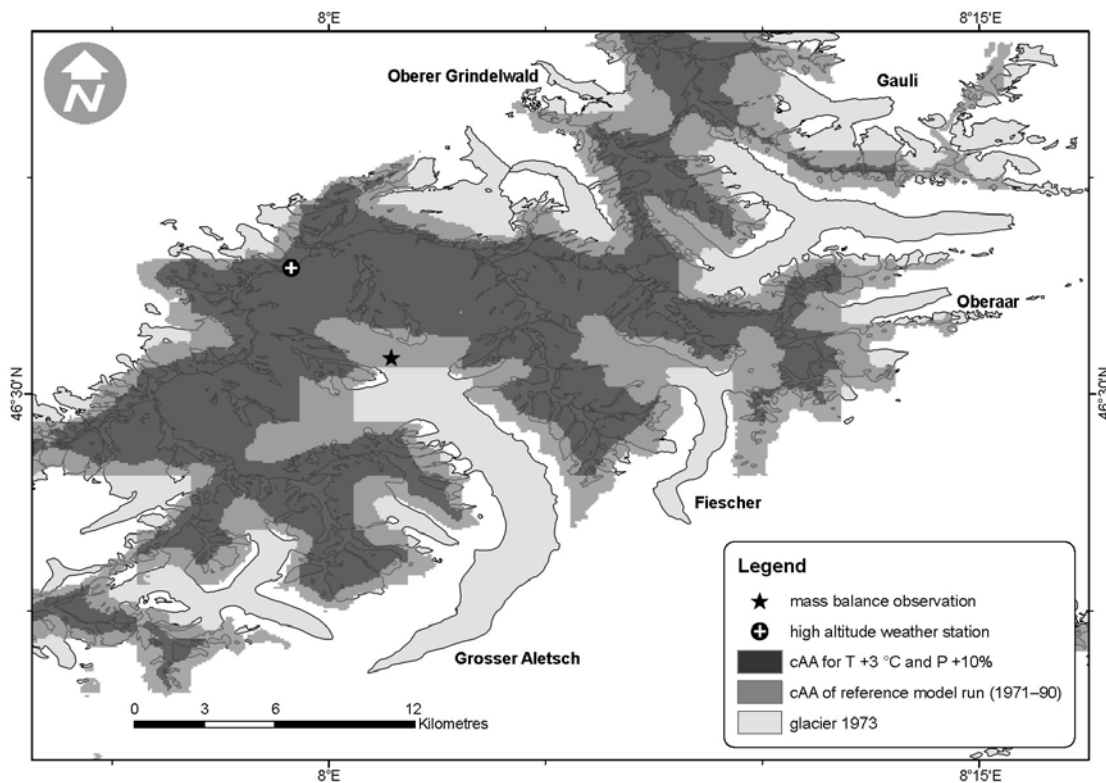 8°E
8°15'E
N
Oberer Grindelwald
Gauli
Oberaar
46°30'N
46°30'N
Fiescher
Grosser Aletsch
Legend
mass balance observation
high altitude weather station
cAA for T +3 °C and P +10%
cAA of reference model run (1971–90)
glacier 1973
0 3 6 12
Kilometres
8°E
8°15'E